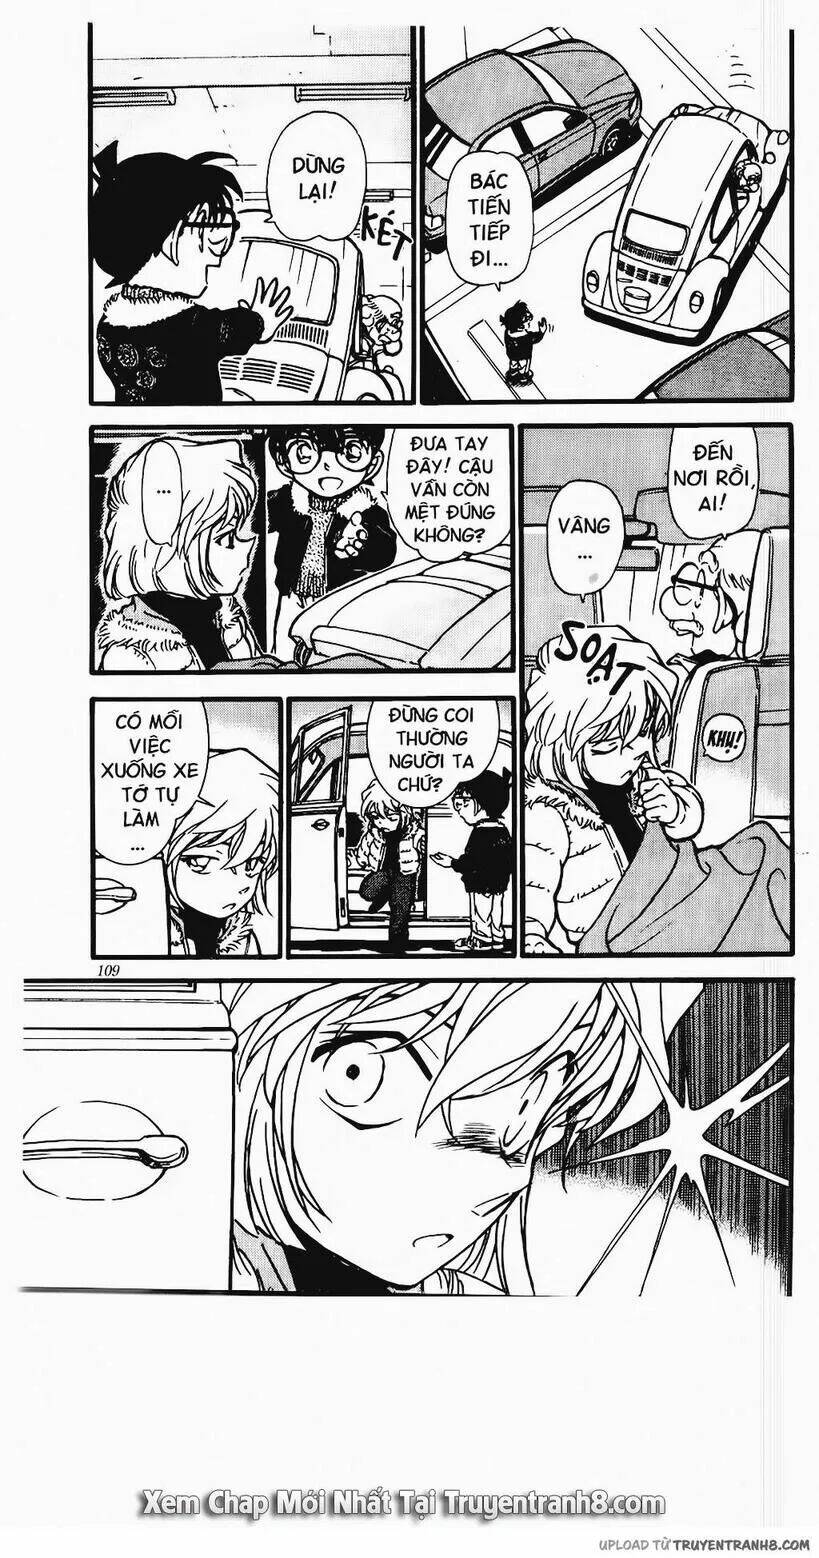 BÁC
TIẾN
TIẾP
ĐI...
DỪNG
LẠI!
KÉT
ĐẾN
NƠI RỒI,
AI!
VÂNG
...
SOẠT
KHỤ!
ĐƯA TAY
ĐÂY! CẬU
VẪN CÒN
MỆT ĐÚNG
KHÔNG?
...
ĐỪNG COI
THƯỜNG
NGƯỜI TA
CHỨ?
CÓ MỖI
VIỆC
XUỐNG XE
TỚ TỰ
LÀM
...
109
Xem Chap Mới Nhất Tại Truyentranh8.com
UPLOAD TỪ TRUYENTRANH8.COM